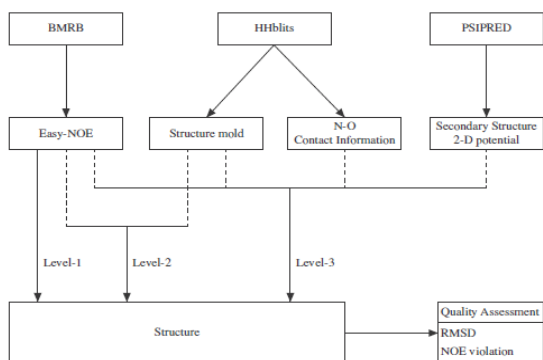 BMRB
HHblits
PSIPRED
Easy-NOE
Structure mold
N-O
Contact Information
Secondary Structure
2-D potential
Level-1
Level-2
Level-3
Structure
Quality Assessment
RMSD
NOE violation